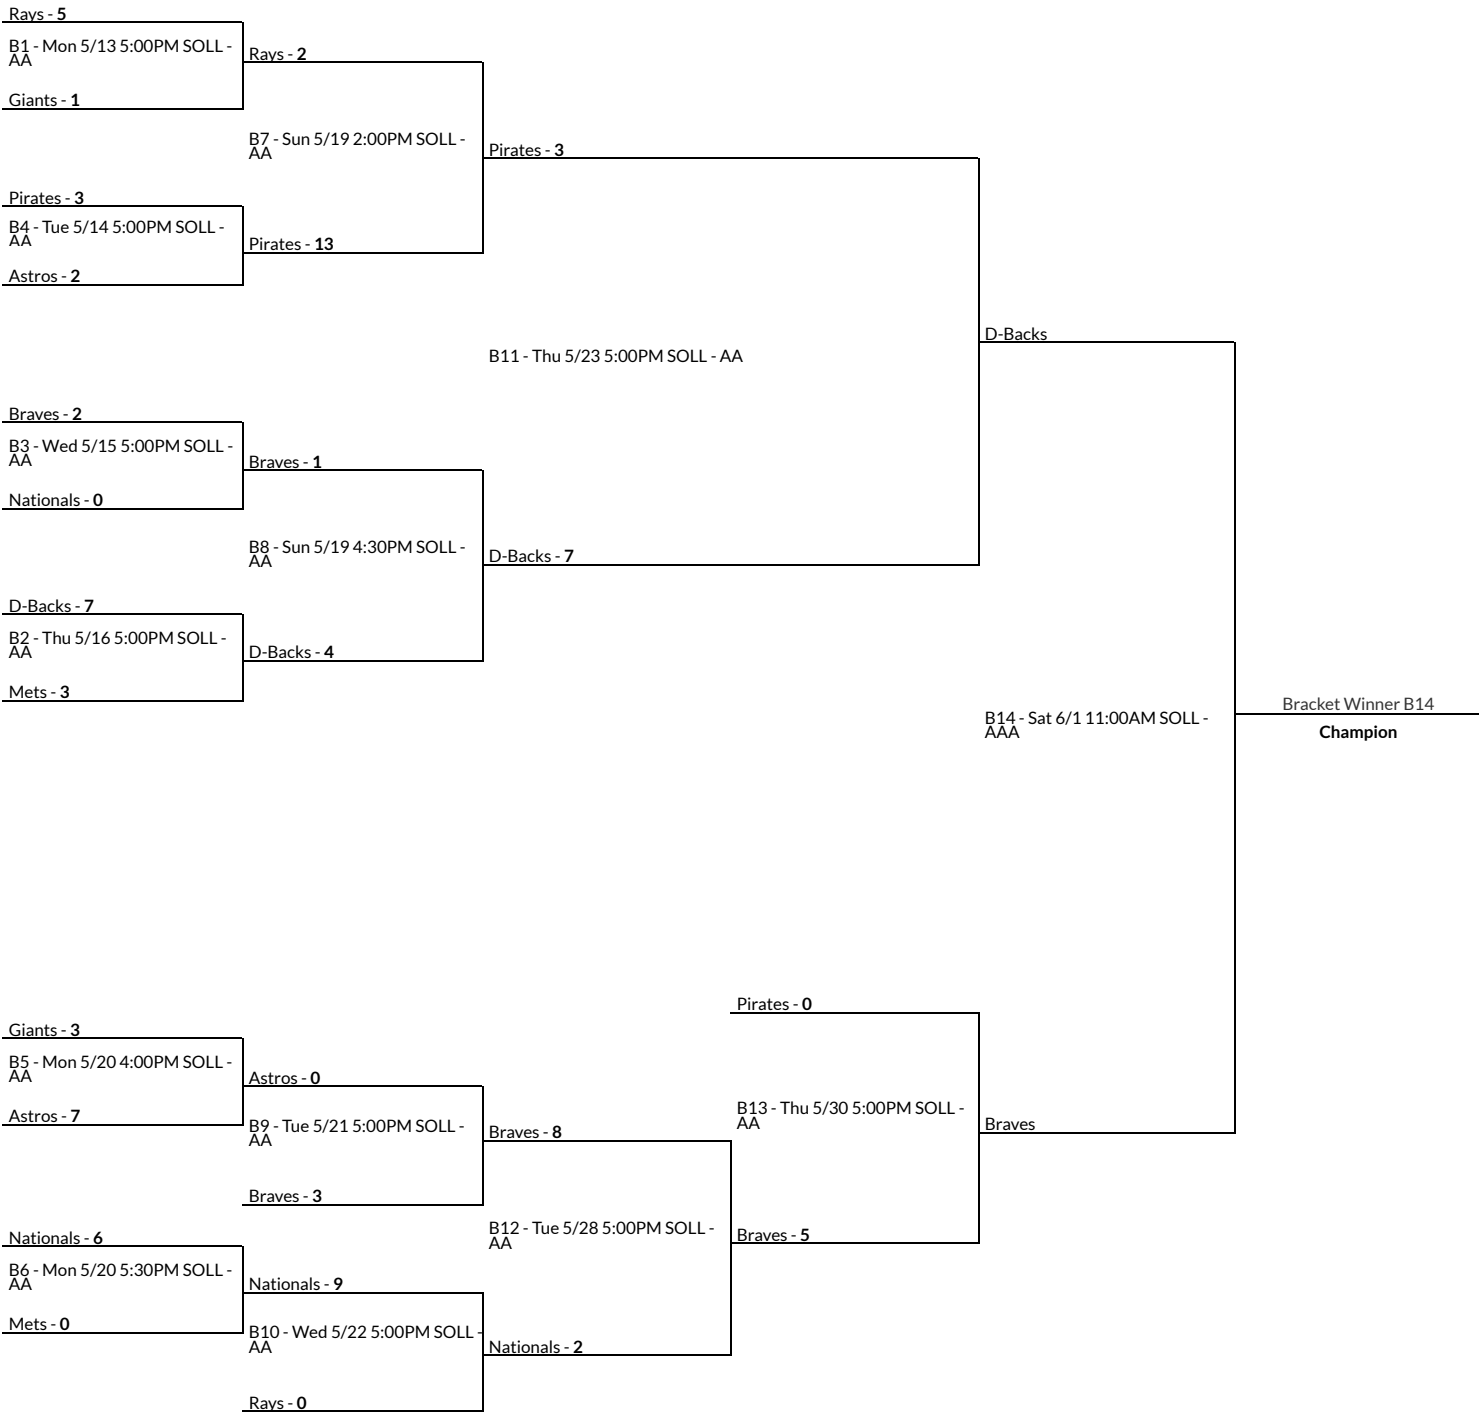 Rays - 5
B1 - Mon 5/13 5:00PM SOLL -
AA
Giants - 1
Rays - 2
B7 - Sun 5/19 2:00PM SOLL -
AA
Pirates - 3
B4 - Tue 5/14 5:00PM SOLL -
AA
Astros - 2
Pirates - 13
Pirates - 3
B11 - Thu 5/23 5:00PM SOLL - AA
Braves - 2
B3 - Wed 5/15 5:00PM SOLL -
AA
Nationals - 0
Braves - 1
B8 - Sun 5/19 4:30PM SOLL -
AA
D-Backs - 7
B2 - Thu 5/16 5:00PM SOLL -
AA
Mets - 3
D-Backs - 4
D-Backs - 7
D-Backs
B14 - Sat 6/1 11:00AM SOLL -
AAA
Bracket Winner B14
Champion
Giants - 3
B5 - Mon 5/20 4:00PM SOLL -
AA
Astros - 7
Astros - 0
B9 - Tue 5/21 5:00PM SOLL -
AA
Braves - 3
Braves - 8
B12 - Tue 5/28 5:00PM SOLL -
AA
Nationals - 6
B6 - Mon 5/20 5:30PM SOLL -
AA
Mets - 0
Nationals - 9
B10 - Wed 5/22 5:00PM SOLL -
AA
Rays - 0
Nationals - 2
Pirates - 0
B13 - Thu 5/30 5:00PM SOLL -
AA
Braves - 5
Braves